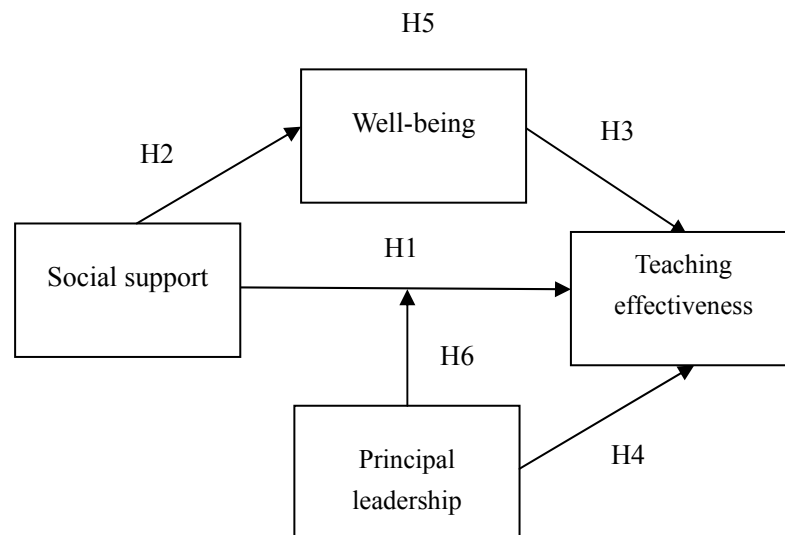 H5
Well-being
H2
H3
Social support
H1
Teaching
effectiveness
H6
Principal
leadership
H4